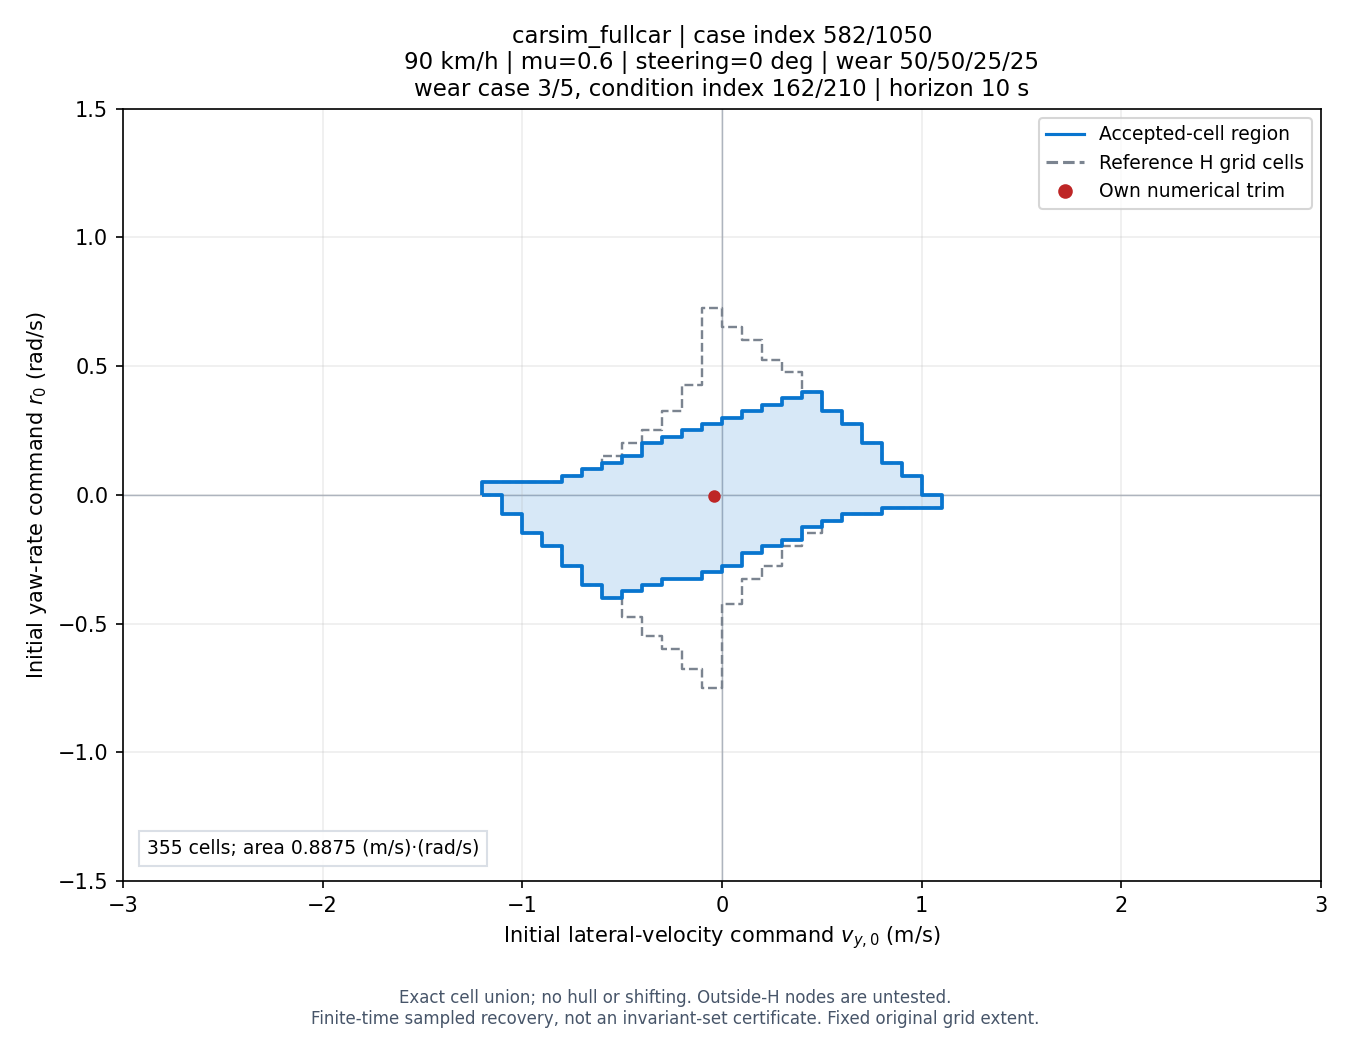 carsim_fullcar | case index 582/1050
90 km/h | mu=0.6 | steering=0 deg | wear 50/50/25/25
wear case 3/5, condition index 162/210 | horizon 10 s
Accepted-cell region
Reference H grid cells
Own numerical trim
1.5
1.0
0.5
0.0
−0.5
−1.0
−1.5
Initial yaw-rate command r0 (rad/s)
355 cells; area 0.8875 (m/s)·(rad/s)
−3
−2
−1
0
1
2
3
Initial lateral-velocity command vy,0 (m/s)
Exact cell union; no hull or shifting. Outside-H nodes are untested.
Finite-time sampled recovery, not an invariant-set certificate. Fixed original grid extent.